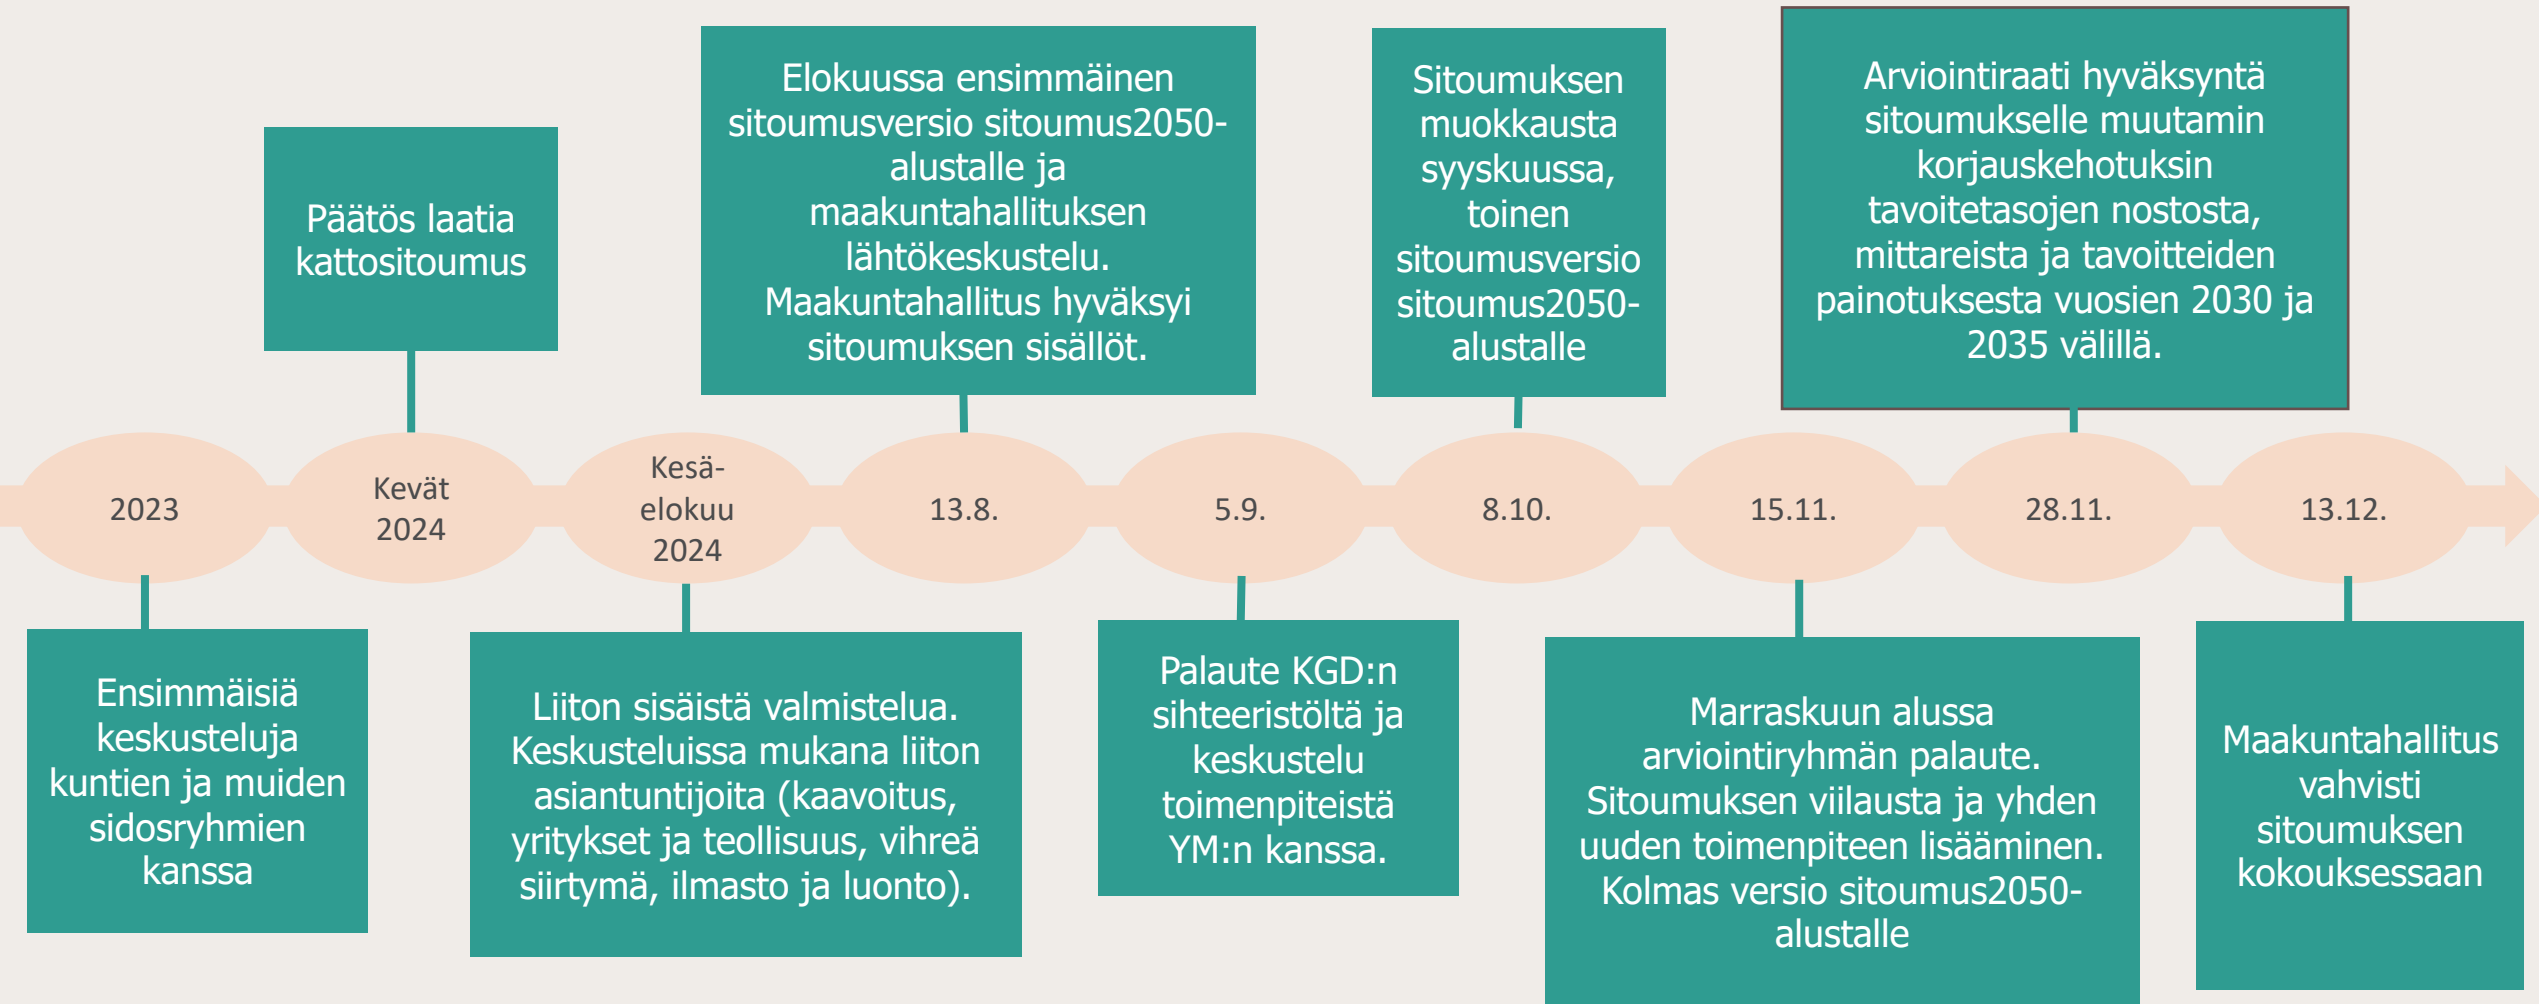 Elokuussa ensimmäinen
sitoumusversio sitoumus2050-
alustalle ja
maakuntahallituksen
lähtökeskustelu.
Maakuntahallitus hyväksyi
sitoumuksen sisällöt.
Sitoumuksen
muokkausta
syyskuussa,
toinen
sitoumusversio
sitoumus2050-
alustalle
Arviointiraati hyväksyntä
sitoumukselle muutamin
korjauskehotuksin
tavoitetasojen nostosta,
mittareista ja tavoitteiden
painotuksesta vuosien 2030 ja
2035 välillä.
Päätös laatia
kattositoumus
2023
Kevät
2024
Kesä-
elokuu
2024
13.8.
5.9.
8.10.
15.11.
28.11.
13.12.
Ensimmäisiä
keskusteluja
kuntien ja muiden
sidosryhmien
kanssa
Liiton sisäistä valmistelua.
Keskusteluissa mukana liiton
asiantuntijoita (kaavoitus,
yritykset ja teollisuus, vihreä
siirtymä, ilmasto ja luonto).
Palaute KGD:n
sihteeristöltä ja
keskustelu
toimenpiteistä
YM:n kanssa.
Marraskuun alussa
arviointiryhmän palaute.
Sitoumuksen viilausta ja yhden
uuden toimenpiteen lisääminen.
Kolmas versio sitoumus2050-
alustalle
Maakuntahallitus
vahvisti
sitoumuksen
kokouksessaan